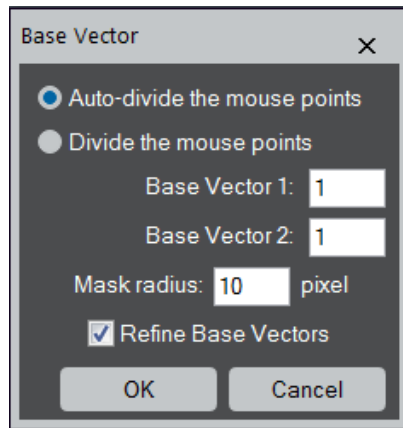 Base Vector
Auto-divide the mouse points
Divide the mouse points
Base Vector 1: 1
Base Vector 2: 1
Mask radius: 10 pixel
Refine Base Vectors
OK Cancel